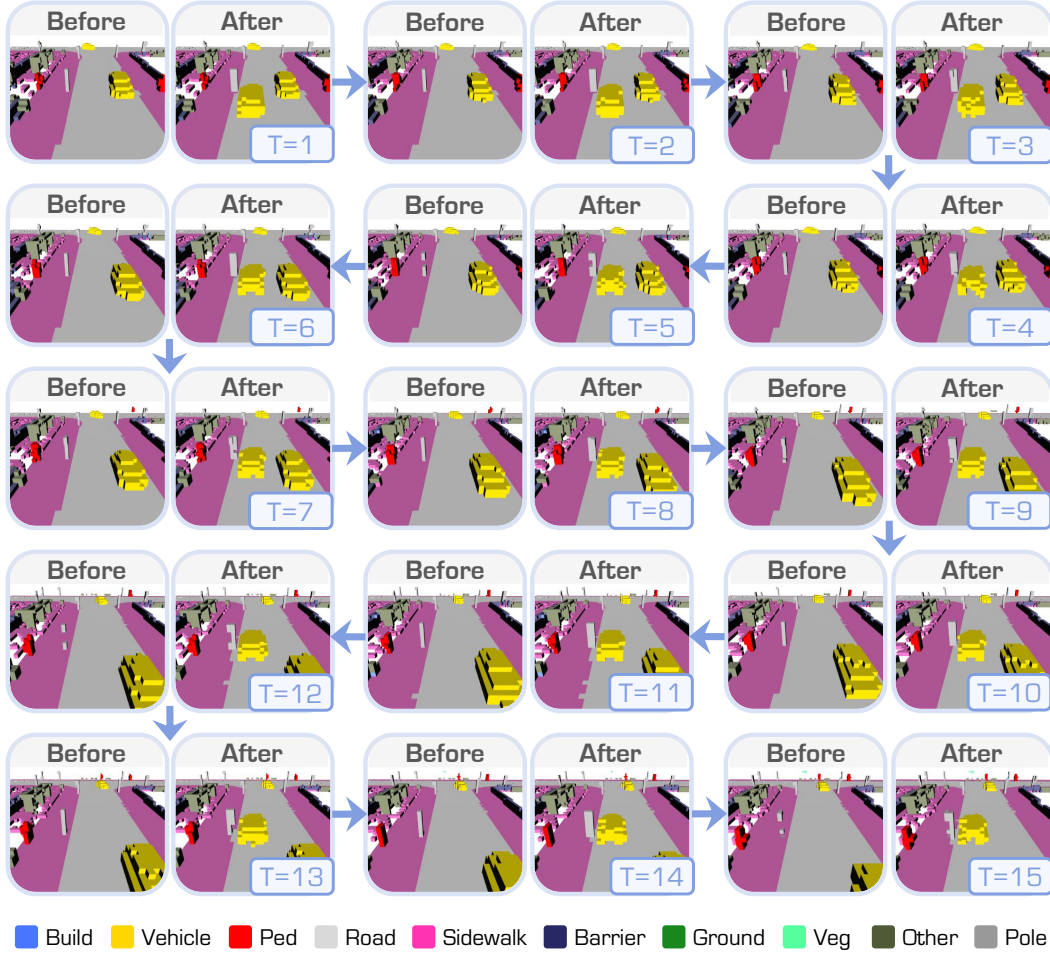 Before After Before After Before After
T=1 T=2 T=3
Before After Before After Before After
T=6 T=5 T=4
Before After Before After Before After
T=7 T=8 T=9
Before After Before After Before After
T=12 T=11 T=10
Before After Before After Before After
T=13 T=14 T=15
Build Vehicle Ped Road Sidewalk Barrier Ground Veg Other Pole